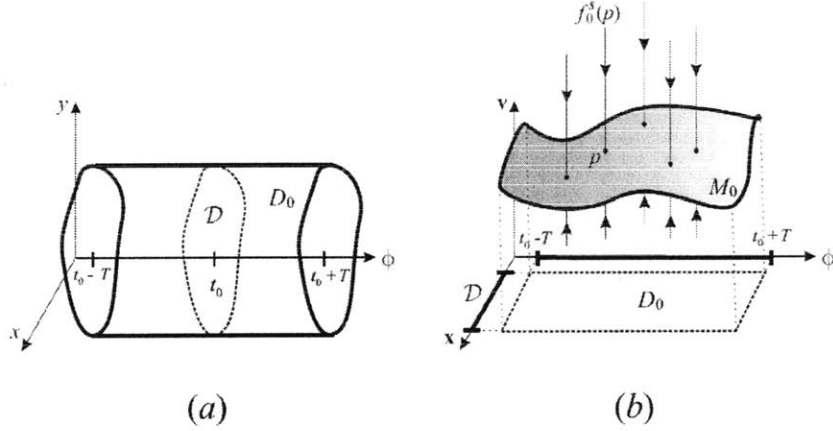 y
D₀
𝒟
t₀ - T
t₀
t₀ + T
ϕ
x
(a)
f₀ˢ(p)
v
p
M₀
t₀ - T
t₀ + T
ϕ
𝒟
D₀
x
(b)